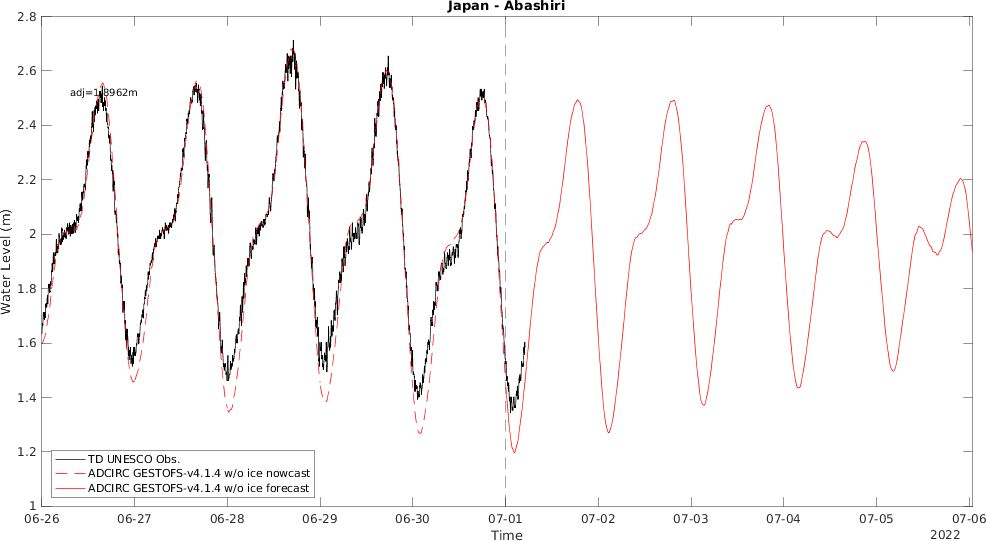 Japan - Abashiri
2.8
2.6
adj=1.8962m
2.4
2.2
2
1.8
1.6
1.4
1.2
1
Water Level (m)
TD UNESCO Obs.
ADCIRC GESTOFS-v4.1.4 w/o ice nowcast
ADCIRC GESTOFS-v4.1.4 w/o ice forecast
06-26 06-27 06-28 06-29 06-30 07-01 07-02 07-03 07-04 07-05 07-06
Time
2022